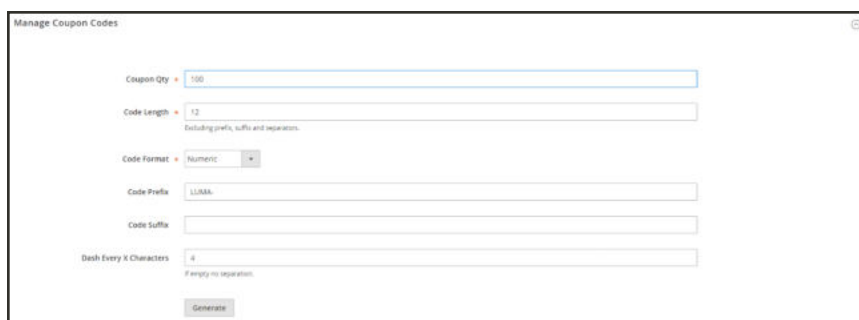 Manage Coupon Codes
Coupon Qty *
100
Code Length *
12
Excluding prefix, suffix and separators.
Code Format *
Numeric
Code Prefix
LUMA-
Code Suffix
Dash Every X Characters
4
If empty no separation.
Generate